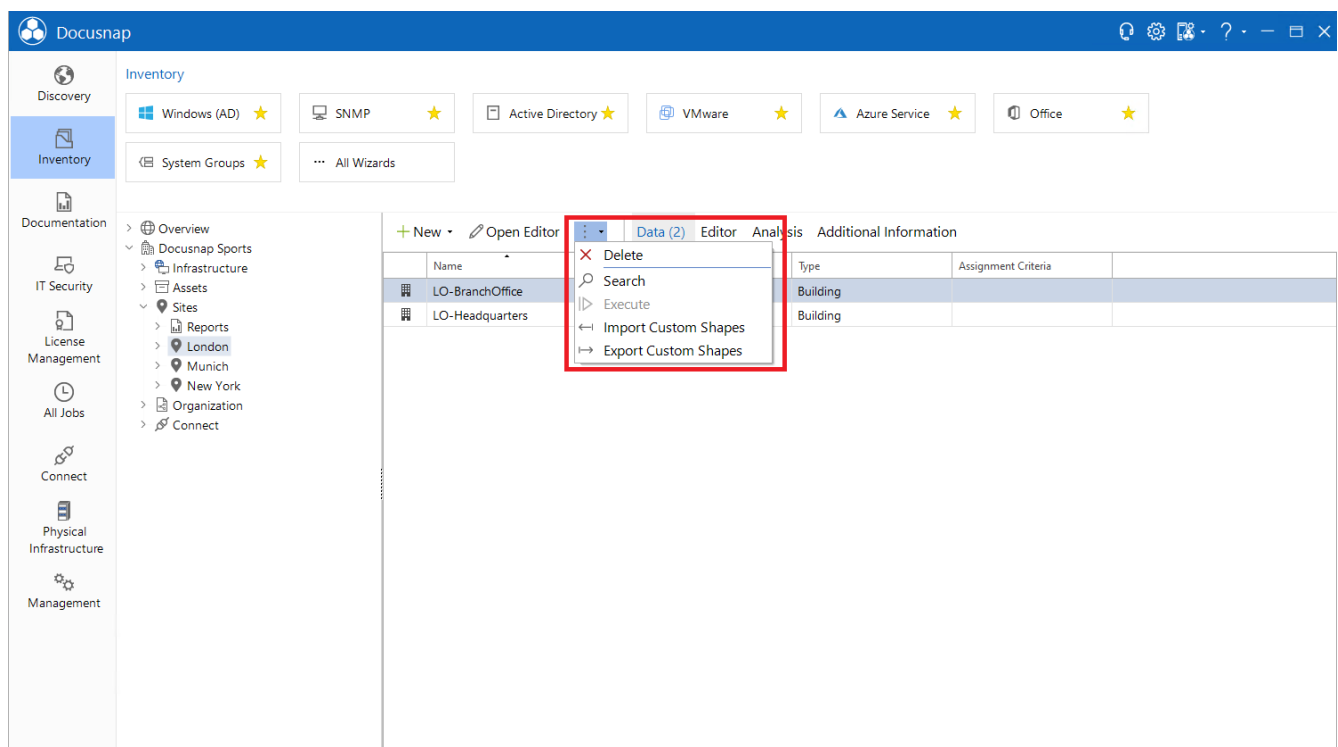 Docusnap
Discovery
Inventory
Documentation
IT Security
License
Management
All Jobs
Connect
Physical
Infrastructure
Management
Inventory
Windows (AD)
SNMP
Active Directory
VMware
Azure Service
Office
System Groups
All Wizards
Overview
Docusnap Sports
Infrastructure
Assets
Sites
Reports
London
Munich
New York
Organization
Connect
New
Open Editor
Data (2)
Editor
Analysis
Additional Information
Name
Type
Assignment Criteria
LO-BranchOffice
Building
LO-Headquarters
Building
Delete
Search
Execute
Import Custom Shapes
Export Custom Shapes